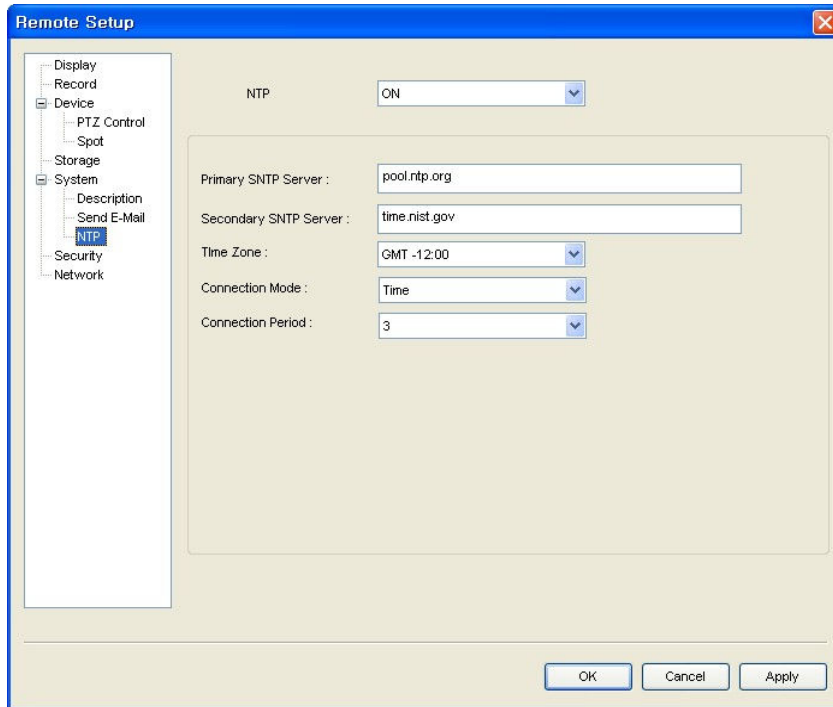 Remote Setup
Display
Record
Device
PTZ Control
Spot
Storage
System
Description
Send E-Mail
NTP
Security
Network
NTP ON
Primary SNTP Server : pool.ntp.org
Secondary SNTP Server : time.nist.gov
TIme Zone : GMT -12:00
Connection Mode : Time
Connection Period : 3
OK Cancel Apply